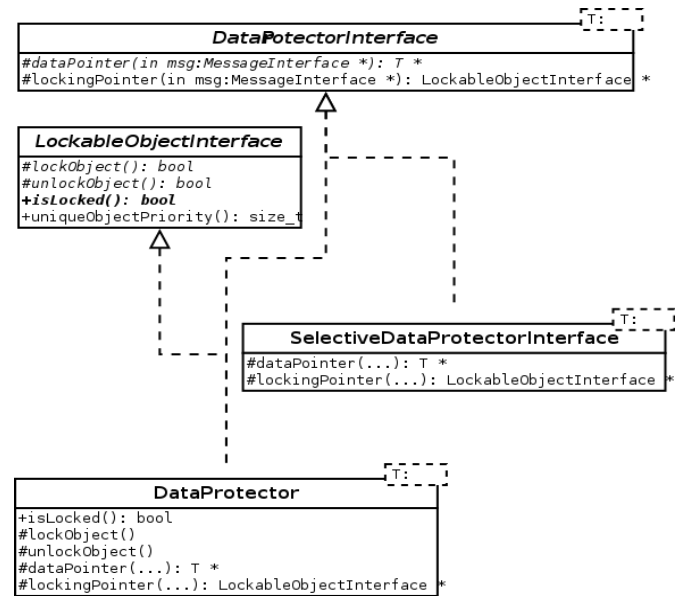 T:
DataPotectorInterface
#dataPointer(in msg:MessageInterface *): T *
#lockingPointer(in msg:MessageInterface *): LockableObjectInterface *
LockableObjectInterface
#lockObject(): bool
#unlockObject(): bool
+isLocked(): bool
+uniqueObjectPriority(): size_t
T:
SelectiveDataProtectorInterface
#dataPointer(...): T *
#lockingPointer(...): LockableObjectInterface *
T:
DataProtector
+isLocked(): bool
#lockObject()
#unlockObject()
#dataPointer(...): T *
#lockingPointer(...): LockableObjectInterface *